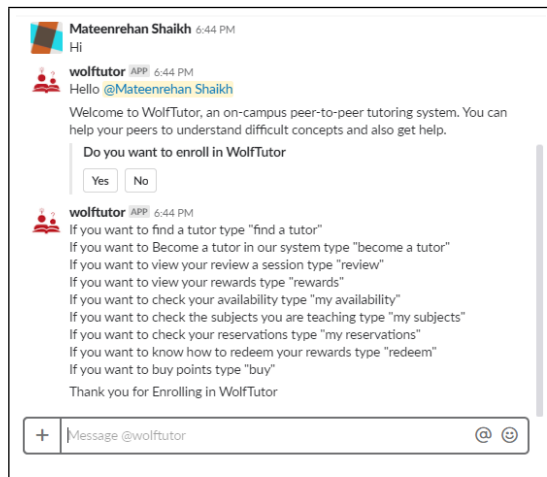 Mateenrehan Shaikh 6:44 PM
Hi
wolftutor APP 6:44 PM
Hello @Mateenrehan Shaikh
Welcome to WolfTutor, an on-campus peer-to-peer tutoring system. You can
help your peers to understand difficult concepts and also get help.
Do you want to enroll in WolfTutor
Yes No
wolftutor APP 6:44 PM
If you want to find a tutor type "find a tutor"
If you want to Become a tutor in our system type "become a tutor"
If you want to view your review a session type "review"
If you want to view your rewards type "rewards"
If you want to check your availability type "my availability"
If you want to check the subjects you are teaching type "my subjects"
If you want to check your reservations type "my reservations"
If you want to know how to redeem your rewards type "redeem"
If you want to buy points type "buy"
Thank you for Enrolling in WolfTutor
Message @wolftutor